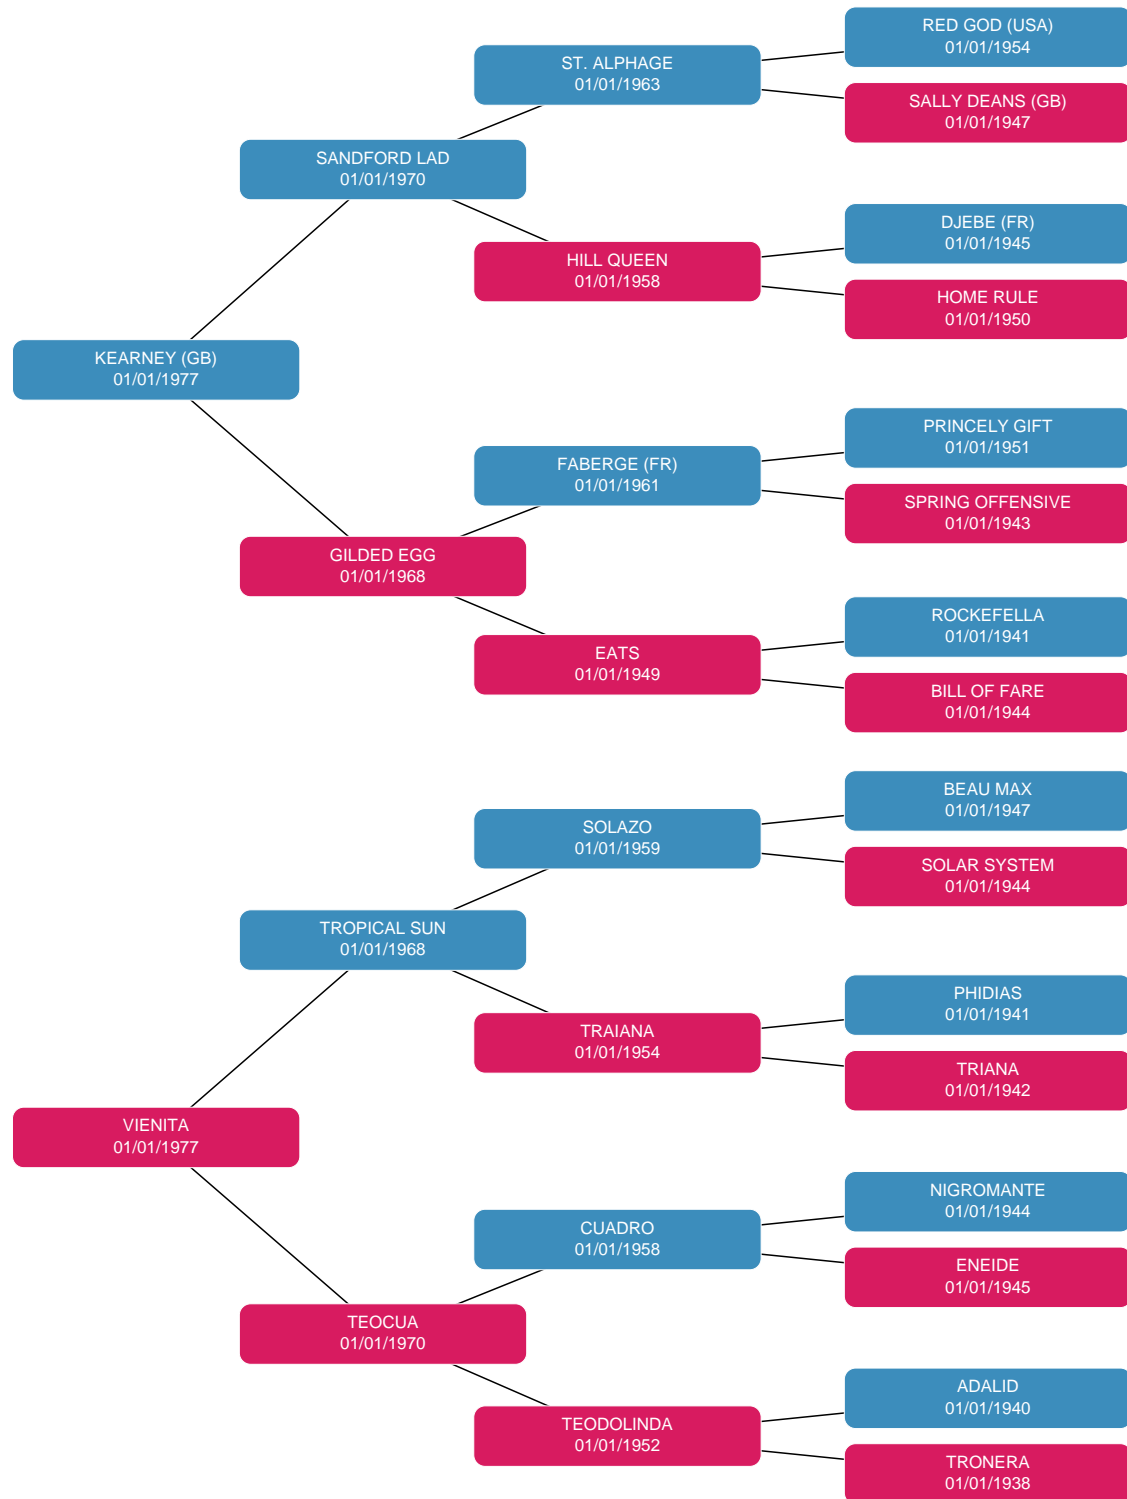 RED GOD (USA)
01/01/1954
ST. ALPHAGE
01/01/1963
SALLY DEANS (GB)
01/01/1947
SANDFORD LAD
01/01/1970
DJEBE (FR)
01/01/1945
HILL QUEEN
01/01/1958
HOME RULE
01/01/1950
KEARNEY (GB)
01/01/1977
PRINCELY GIFT
01/01/1951
FABERGE (FR)
01/01/1961
SPRING OFFENSIVE
01/01/1943
GILDED EGG
01/01/1968
ROCKEFELLA
01/01/1941
EATS
01/01/1949
BILL OF FARE
01/01/1944
BEAU MAX
01/01/1947
SOLAZO
01/01/1959
SOLAR SYSTEM
01/01/1944
TROPICAL SUN
01/01/1968
PHIDIAS
01/01/1941
TRAIANA
01/01/1954
TRIANA
01/01/1942
VIENITA
01/01/1977
NIGROMANTE
01/01/1944
CUADRO
01/01/1958
ENEIDE
01/01/1945
TEOCUA
01/01/1970
ADALID
01/01/1940
TEODOLINDA
01/01/1952
TRONERA
01/01/1938